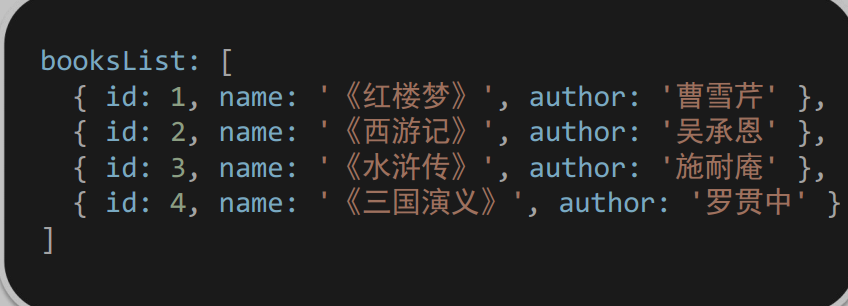 booksList: [
{ id: 1, name: '《红楼梦》', author: '曹雪芹' },
{ id: 2, name: '《西游记》', author: '吴承恩' },
{ id: 3, name: '《水浒传》', author: '施耐庵' },
{ id: 4, name: '《三国演义》', author: '罗贯中' }
]